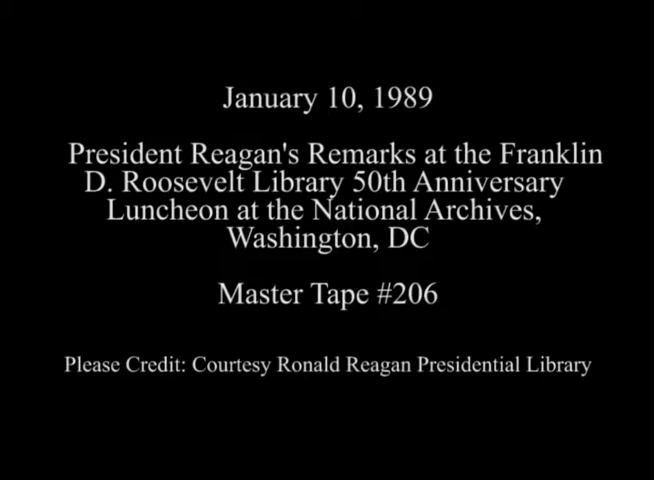 January 10, 1989
President Reagan's Remarks at the Franklin
D. Roosevelt Library 50th Anniversary
Luncheon at the National Archives,
Washington, DC
Master Tape #206
Please Credit: Courtesy Ronald Reagan Presidential Library